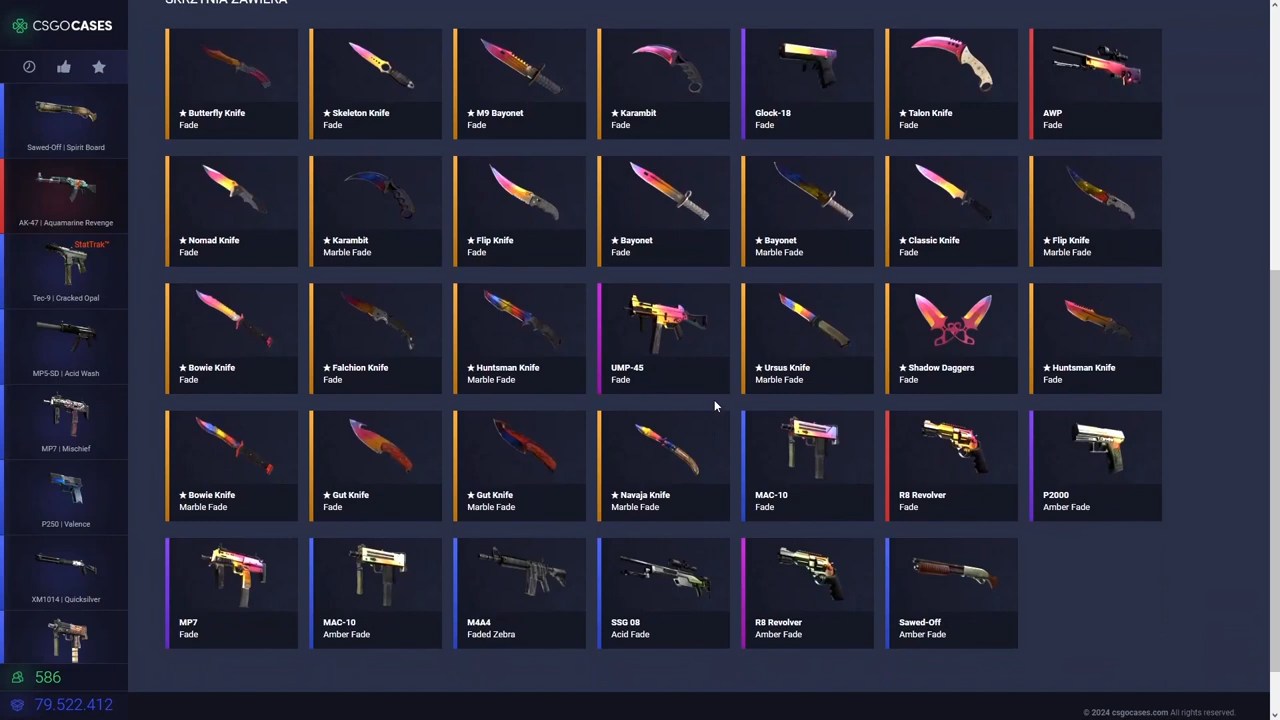 SKRZYNIA ZAWIERA
CSGOCASES
Sawed-Off | Spirit Board
AK-47 | Aquamarine Revenge
StatTrak™
Tec-9 | Cracked Opal
MP5-SD | Acid Wash
MP7 | Mischief
P250 | Valence
XM1014 | Quicksilver
586
79.522.412
★ Butterfly Knife
Fade
★ Skeleton Knife
Fade
★ M9 Bayonet
Fade
★ Karambit
Fade
Glock-18
Fade
★ Talon Knife
Fade
AWP
Fade
★ Nomad Knife
Fade
★ Karambit
Marble Fade
★ Flip Knife
Fade
★ Bayonet
Fade
★ Bayonet
Marble Fade
★ Classic Knife
Fade
★ Flip Knife
Marble Fade
★ Bowie Knife
Fade
★ Falchion Knife
Fade
★ Huntsman Knife
Marble Fade
UMP-45
Fade
★ Ursus Knife
Marble Fade
★ Shadow Daggers
Fade
★ Huntsman Knife
Fade
★ Bowie Knife
Marble Fade
★ Gut Knife
Fade
★ Gut Knife
Marble Fade
★ Navaja Knife
Marble Fade
MAC-10
Fade
R8 Revolver
Fade
P2000
Amber Fade
MP7
Fade
MAC-10
Amber Fade
M4A4
Faded Zebra
SSG 08
Acid Fade
R8 Revolver
Amber Fade
Sawed-Off
Amber Fade
© 2024 csgocases.com All rights reserved.